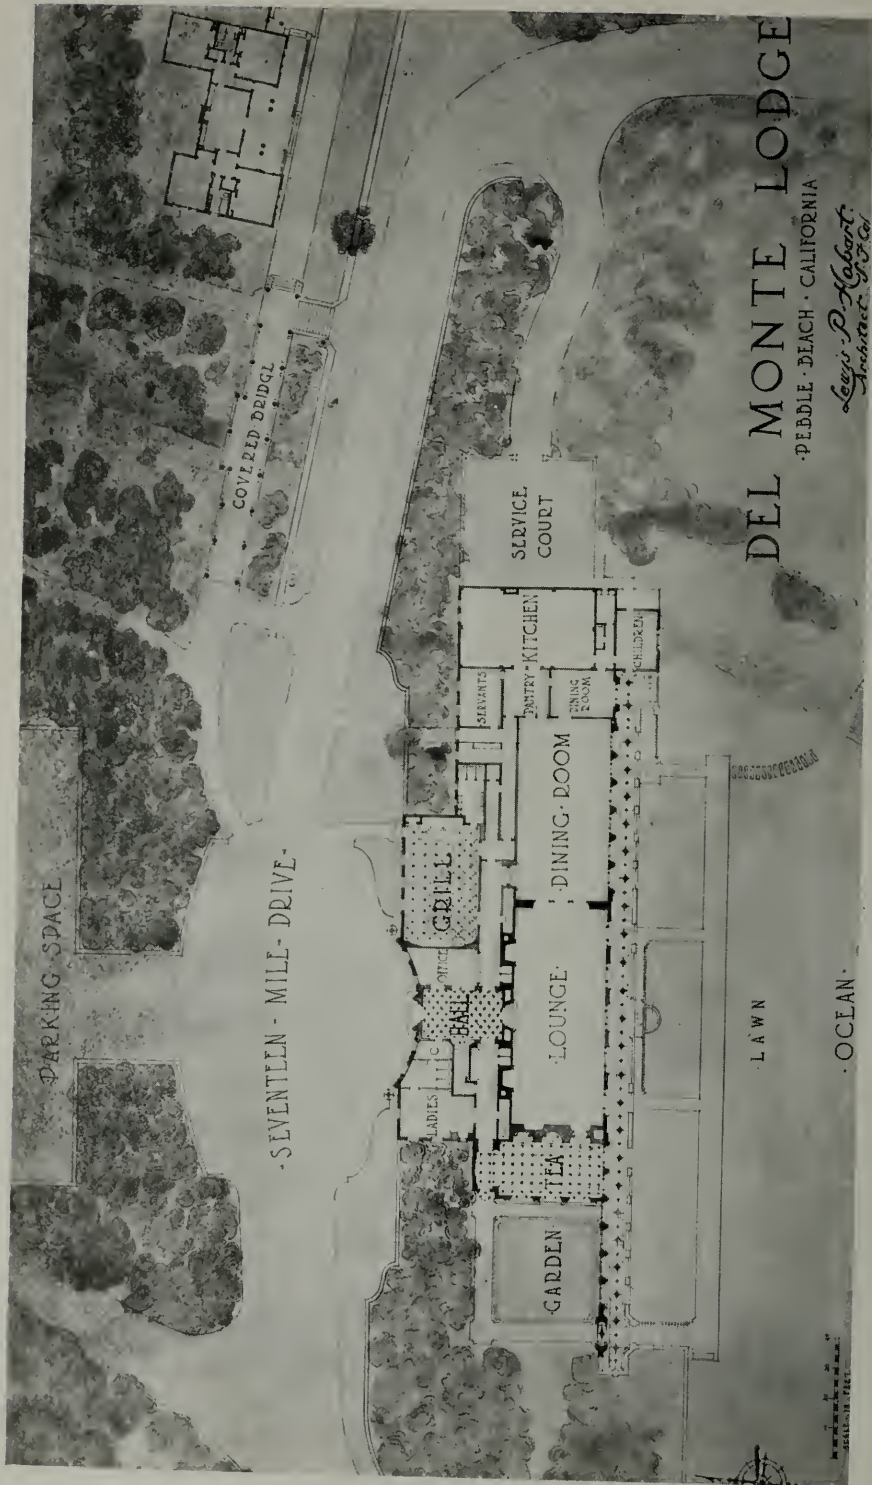 DEL MONTE LODGE
·PEBBLE·BEACH·CALIFORNIA
Lewis·P·Hobart·
Architect· S.F. Cal
PARKING SPACE
·SEVENTEEN-MILE-DRIVE·
COVERED BRIDGE
SERVICE
COURT
LADIES
HALL
OFFICE
GRILL
SERVANTS
PANTRY-KITCHEN
DINING
ROOM
CHILDREN
·GARDEN·
TEA
·LOUNGE·
·DINING·ROOM
·LAWN
·OCEAN·